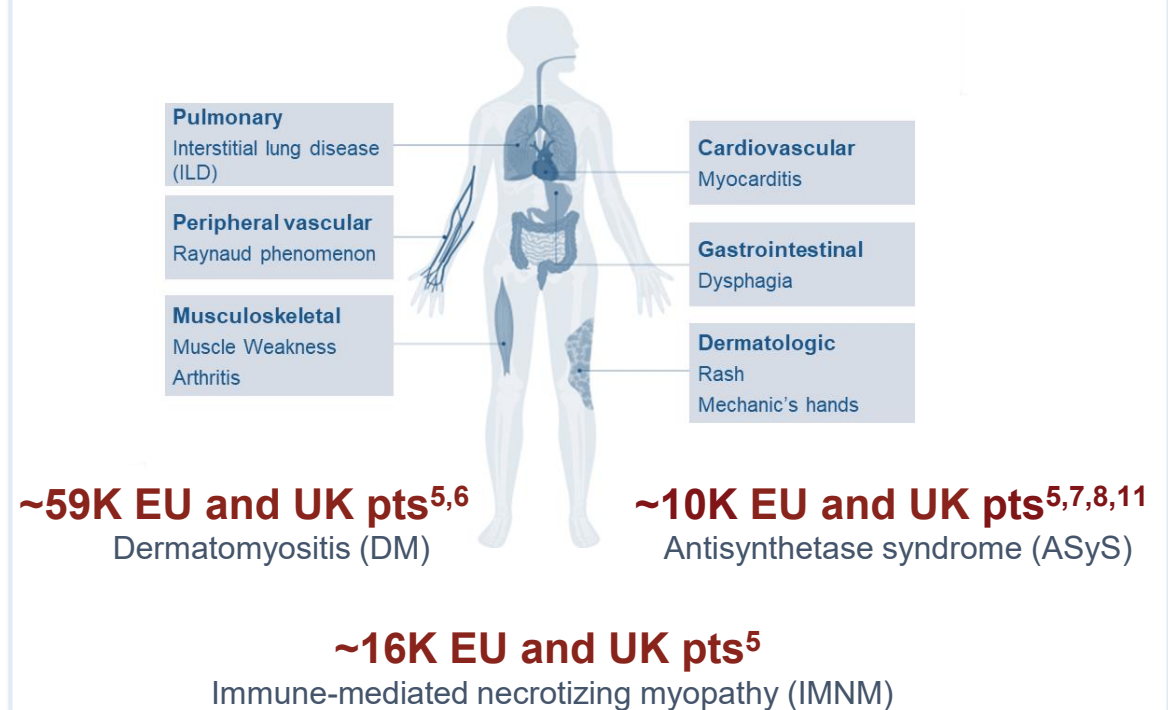 Pulmonary
Interstitial lung disease
(ILD)
Peripheral vascular
Raynaud phenomenon
Musculoskeletal
Muscle Weakness
Arthritis
Cardiovascular
Myocarditis
Gastrointestinal
Dysphagia
Dermatologic
Rash
Mechanic's hands
~59K EU and UK pts5,6
Dermatomyositis (DM)
~10K EU and UK pts5,7,8,11
Antisynthetase syndrome (ASyS)
~16K EU and UK pts5
Immune-mediated necrotizing myopathy (IMNM)